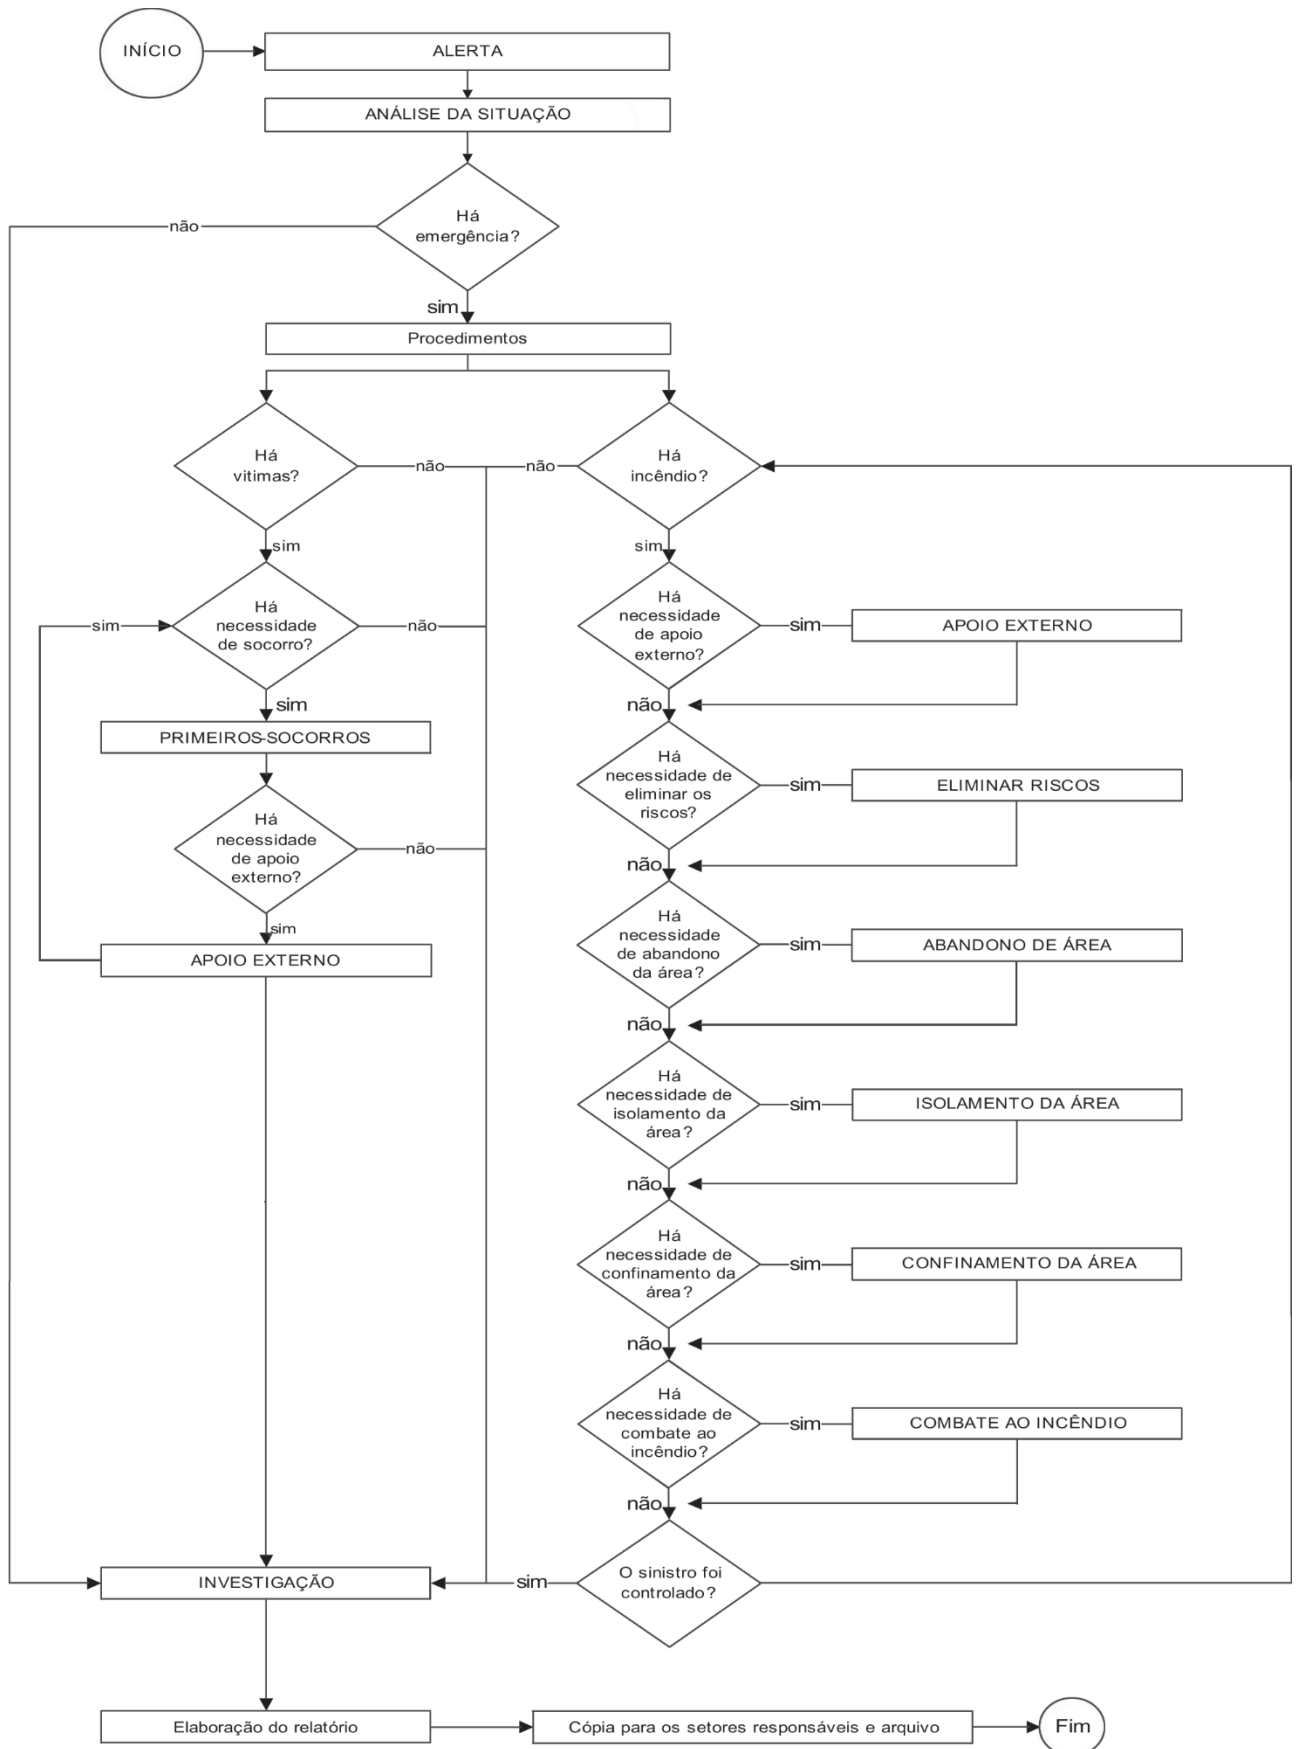 INÍCIO
ALERTA
ANÁLISE DA SITUAÇÃO
Há
emergência?
não
sim
Procedimentos
Há
vitimas?
não
não
Há
incêndio?
sim
sim
Há
necessidade
de socorro?
sim
não
sim
PRIMEIROS-SOCORROS
Há
necessidade
de apoio
externo?
não
sim
APOIO EXTERNO
Há
necessidade
de apoio
externo?
sim
APOIO EXTERNO
não
Há
necessidade de
eliminar os
riscos?
sim
ELIMINAR RISCOS
não
Há
necessidade
de abandono
da área?
sim
ABANDONO DE ÁREA
não
Há
necessidade de
isolamento da
área?
sim
ISOLAMENTO DA ÁREA
não
Há
necessidade de
confinamento da
área?
sim
CONFINAMENTO DA ÁREA
não
Há
necessidade de
combate ao
incêndio?
sim
COMBATE AO INCÊNDIO
não
O sinistro foi
controlado?
sim
INVESTIGAÇÃO
Elaboração do relatório
Cópia para os setores responsáveis e arquivo
Fim